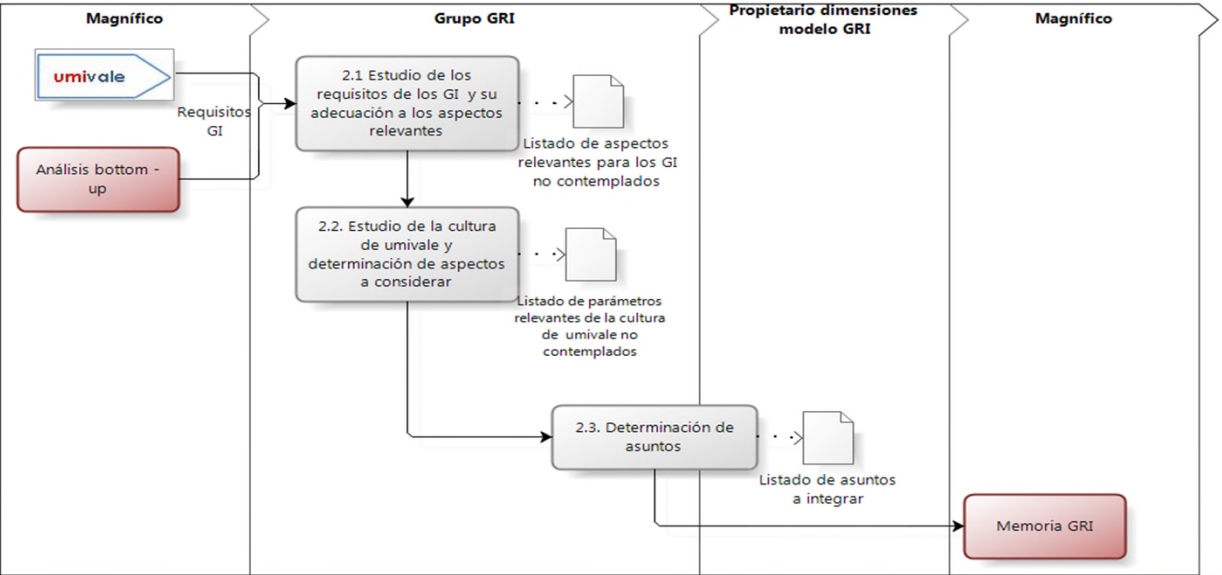 Magnífico
Grupo GRI
Propietario dimensiones
modelo GRI
Magnífico
umivale
Requisitos
GI
Análisis bottom -
up
2.1 Estudio de los
requisitos de los GI y su
adecuación a los aspectos
relevantes
Listado de aspectos
relevantes para los GI
no contemplados
2.2. Estudio de la cultura
de umivale y
determinación de aspectos
a considerar
Listado de parámetros
relevantes de la cultura
de umivale no
contemplados
2.3. Determinación de
asuntos
Listado de asuntos
a integrar
Memoria GRI